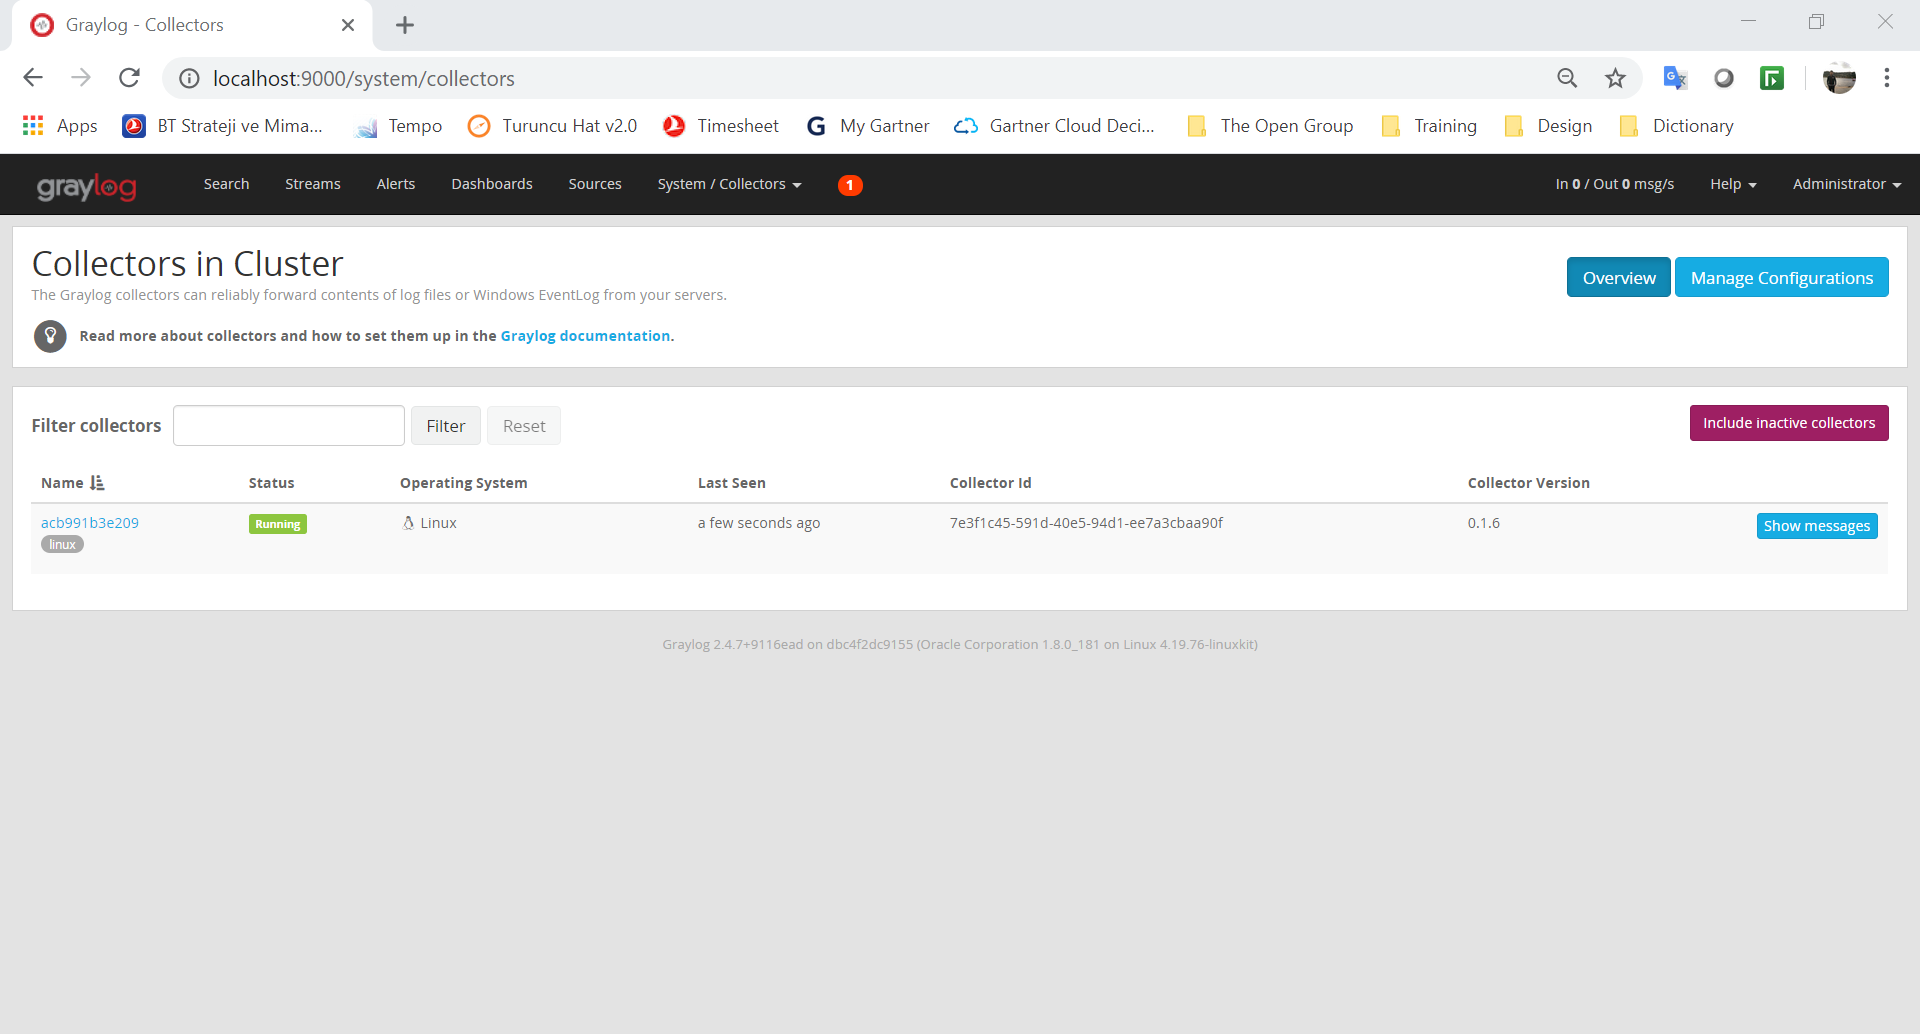 Graylog - Collectors
localhost:9000/system/collectors
Apps BT Strateji ve Mima... Tempo Turuncu Hat v2.0 Timesheet My Gartner Gartner Cloud Deci... The Open Group Training Design Dictionary
graylog Search Streams Alerts Dashboards Sources System / Collectors 1 In 0 / Out 0 msg/s Help Administrator
Collectors in Cluster
The Graylog collectors can reliably forward contents of log files or Windows EventLog from your servers.
Overview Manage Configurations
Read more about collectors and how to set them up in the Graylog documentation.
Filter collectors Filter Reset Include inactive collectors
Name Status Operating System Last Seen Collector Id Collector Version
acb991b3e209 Running Linux a few seconds ago 7e3f1c45-591d-40e5-94d1-ee7a3cbaa90f 0.1.6 Show messages
linux
Graylog 2.4.7+9116ead on dbc4f2dc9155 (Oracle Corporation 1.8.0_181 on Linux 4.19.76-linuxkit)